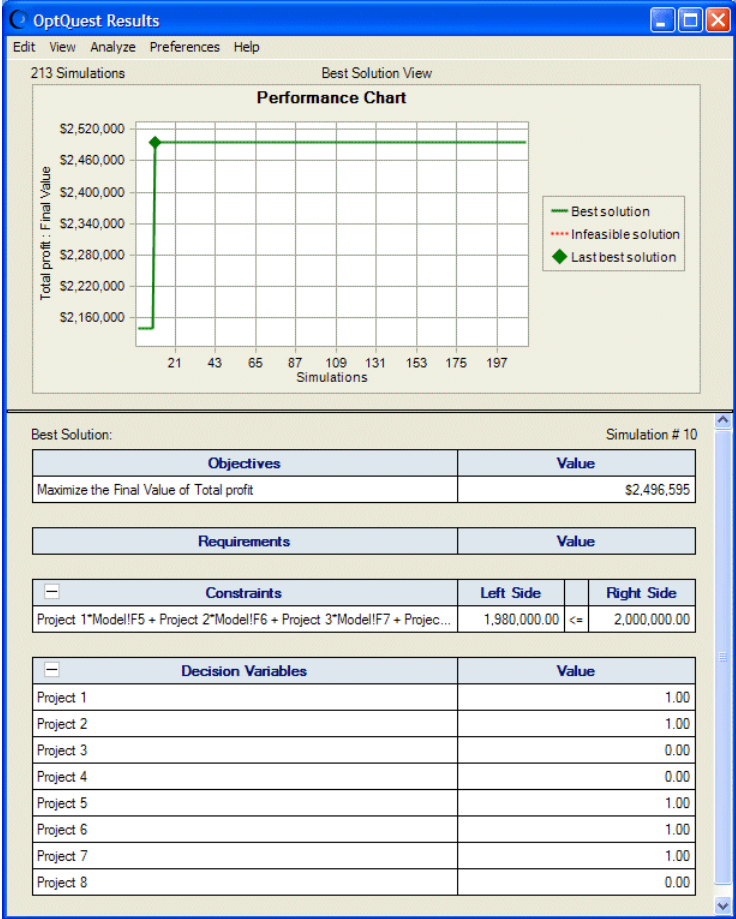 OptQuest Results
Edit View Analyze Preferences Help
213 Simulations Best Solution View
Performance Chart
$2,520,000
$2,460,000
$2,400,000
$2,340,000
$2,280,000
$2,220,000
$2,160,000
Total profit : Final Value
21 43 65 87 109 131 153 175 197
Simulations
Best solution
Infeasible solution
Last best solution
Best Solution: Simulation # 10
Objectives Value
Maximize the Final Value of Total profit $2,496,595
Requirements Value
Constraints Left Side Right Side
Project 1*Model!F5 + Project 2*Model!F6 + Project 3*Model!F7 + Projec... 1,980,000.00 <= 2,000,000.00
Decision Variables Value
Project 1 1.00
Project 2 1.00
Project 3 0.00
Project 4 0.00
Project 5 1.00
Project 6 1.00
Project 7 1.00
Project 8 0.00